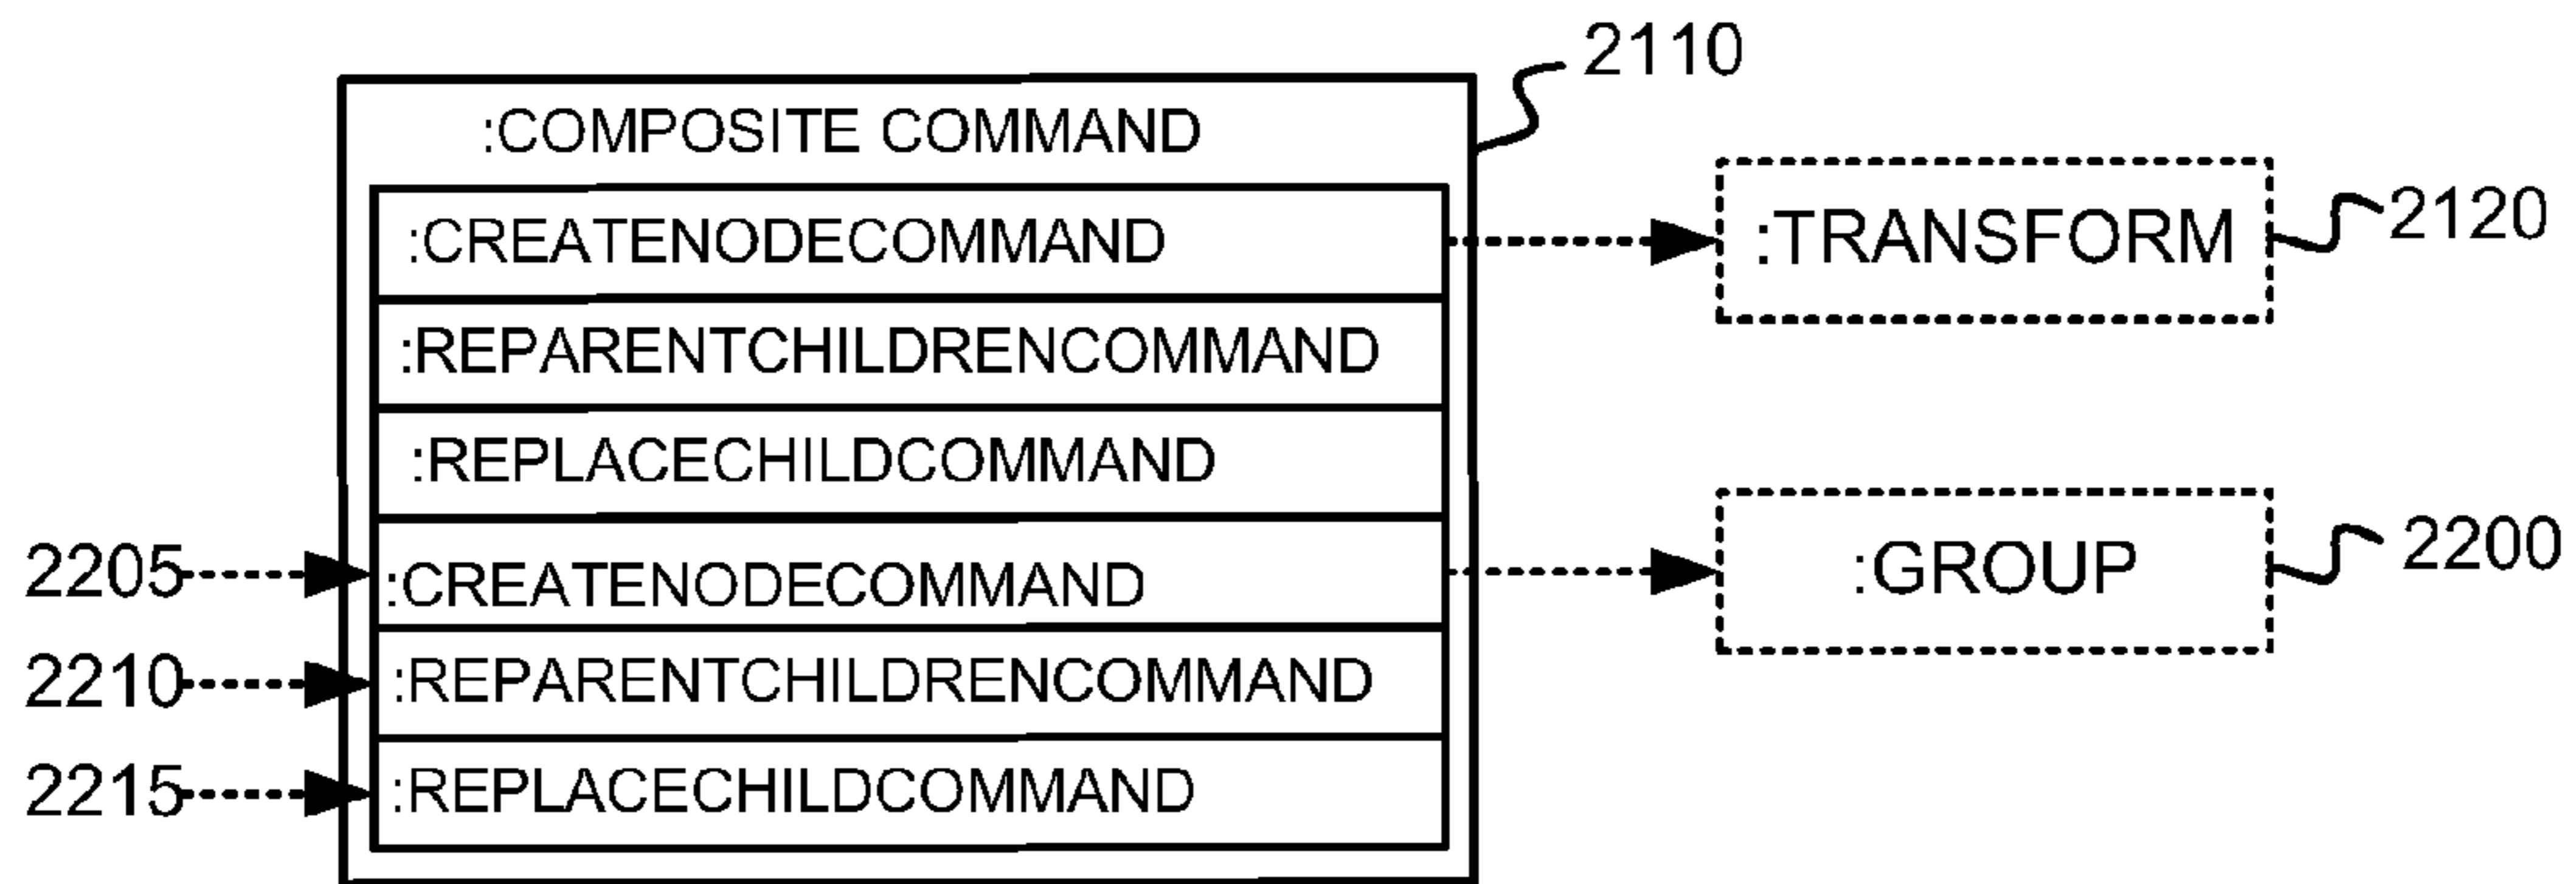 2110
:COMPOSITE COMMAND
:CREATENODECOMMAND
:TRANSFORM
2120
:REPARENTCHILDRENCOMMAND
:REPLACECHILDCOMMAND
2205
:CREATENODECOMMAND
:GROUP
2200
2210
:REPARENTCHILDRENCOMMAND
2215
:REPLACECHILDCOMMAND